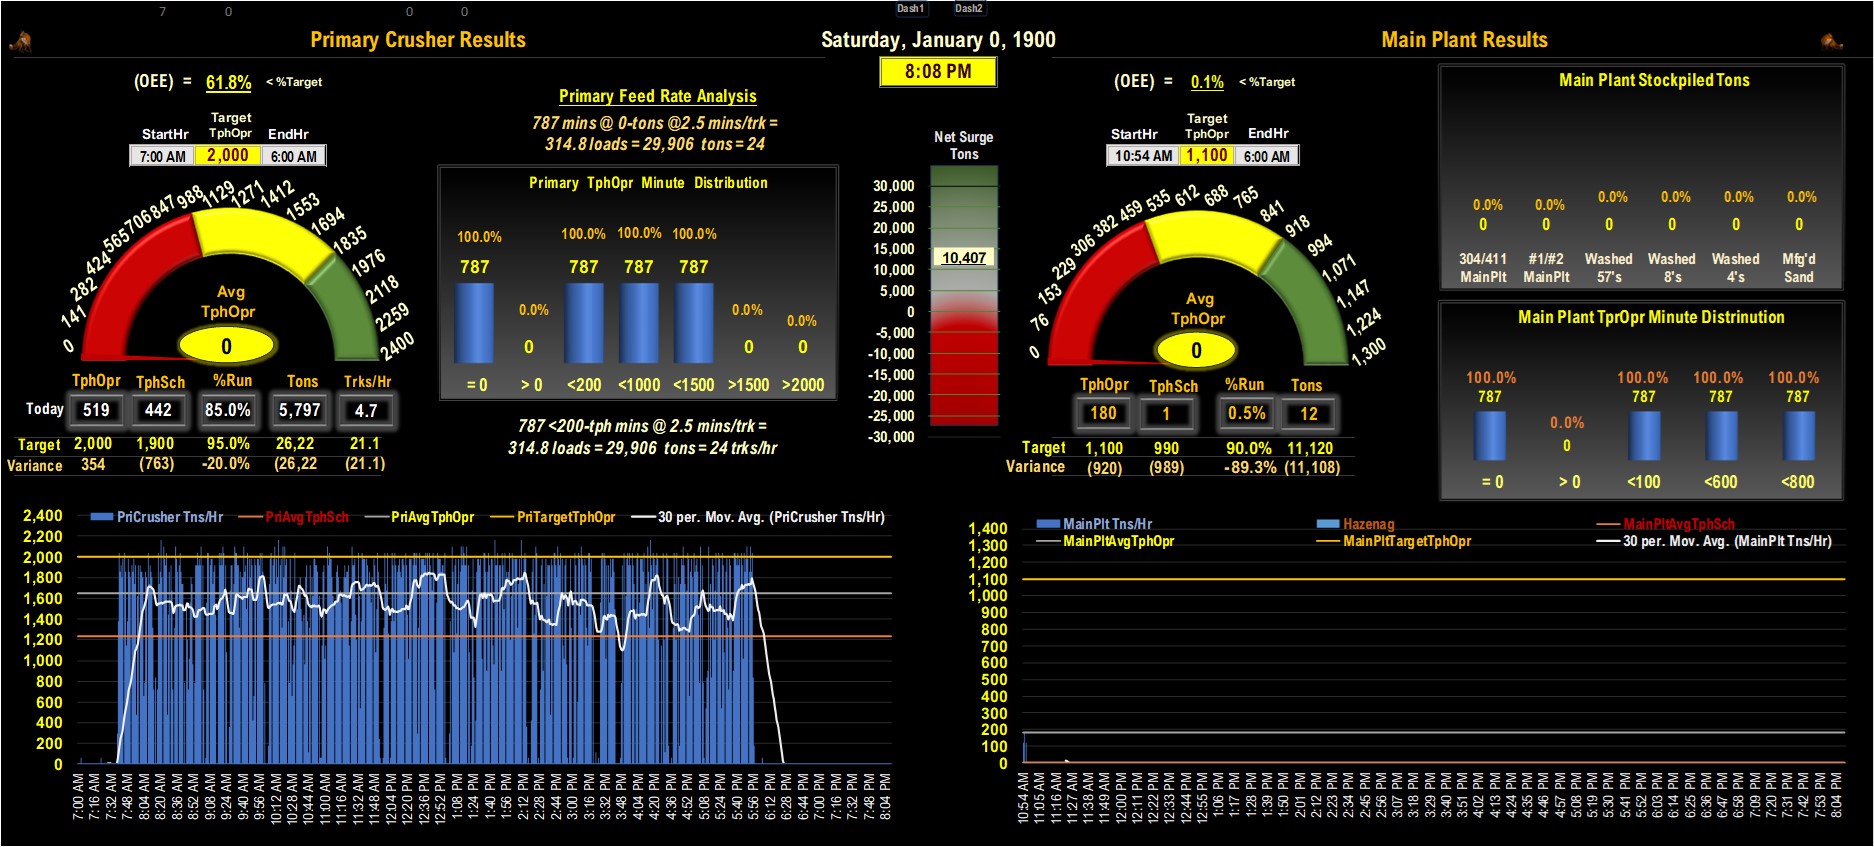 7 0 0 0 Dash1 Dash2
Primary Crusher Results
Saturday, January 0, 1900
Main Plant Results
8:08 PM
(OEE) = 61.8% < %Target
Target
StartHr TphOpr EndHr
7:00 AM 2,000 6:00 AM
0 141 282 424 565 706 847 988 1129 1271 1412 1553 1694 1835 1976 2118 2259 2400
Avg
TphOpr
0
TphOpr TphSch %Run Tons Trks/Hr
Today 519 442 85.0% 5,797 4.7
Target 2,000 1,900 95.0% 26,22 21.1
Variance 354 (763) -20.0% (26,22 (21.1)
Primary Feed Rate Analysis
787 mins @ 0-tons @2.5 mins/trk =
314.8 loads = 29,906 tons = 24
Primary TphOpr Minute Distribution
100.0% 0.0% 100.0% 100.0% 100.0% 0.0% 0.0%
787 0 787 787 787 0 0
= 0 > 0 <200 <1000 <1500 >1500 >2000
787 <200-tph mins @ 2.5 mins/trk =
314.8 loads = 29,906 tons = 24 trks/hr
Net Surge
Tons
30,000
25,000
20,000
15,000
10,407
10,000
5,000
0
-5,000
-10,000
-15,000
-20,000
-25,000
-30,000
(OEE) = 0.1% < %Target
Target
StartHr TphOpr EndHr
10:54 AM 1,100 6:00 AM
0 76 153 229 306 382 459 535 612 688 765 841 918 994 1,071 1,147 1,224 1,300
Avg
TphOpr
0
TphOpr TphSch %Run Tons
180 1 0.5% 12
Target 1,100 990 90.0% 11,120
Variance (920) (989) -89.3% (11,108)
Main Plant Stockpiled Tons
0.0% 0.0% 0.0% 0.0% 0.0% 0.0%
0 0 0 0 0 0
304/411 #1/#2 Washed Washed Washed Mfg'd
MainPlt MainPlt 57's 8's 4's Sand
Main Plant TprOpr Minute Distrinution
100.0% 0.0% 100.0% 100.0% 100.0%
787 0 787 787 787
= 0 > 0 <100 <600 <800
PriCrusher Tns/Hr PriAvgTphSch PriAvgTphOpr PriTargetTphOpr 30 per. Mov. Avg. (PriCrusher Tns/Hr)
2,400
2,200
2,000
1,800
1,600
1,400
1,200
1,000
800
600
400
200
0
7:00 AM 7:16 AM 7:32 AM 7:48 AM 8:04 AM 8:20 AM 8:36 AM 8:52 AM 9:08 AM 9:24 AM 9:40 AM 9:56 AM 10:12 AM 10:28 AM 10:44 AM 11:00 AM 11:16 AM 11:32 AM 11:48 AM 12:04 PM 12:20 PM 12:36 PM 12:52 PM 1:08 PM 1:24 PM 1:40 PM 1:56 PM 2:12 PM 2:28 PM 2:44 PM 3:00 PM 3:16 PM 3:32 PM 3:48 PM 4:04 PM 4:20 PM 4:36 PM 4:52 PM 5:08 PM 5:24 PM 5:40 PM 5:56 PM 6:12 PM 6:28 PM 6:44 PM 7:00 PM 7:16 PM 7:32 PM 7:48 PM 8:04 PM
MainPlt Tns/Hr Hazenag MainPltAvgTphSch
MainPltAvgTphOpr MainPltTargetTphOpr 30 per. Mov. Avg. (MainPlt Tns/Hr)
1,400
1,300
1,200
1,100
1,000
900
800
700
600
500
400
300
200
100
0
10:54 AM 11:05 AM 11:16 AM 11:27 AM 11:38 AM 11:49 AM 12:00 PM 12:11 PM 12:22 PM 12:33 PM 12:44 PM 12:55 PM 1:06 PM 1:17 PM 1:28 PM 1:39 PM 1:50 PM 2:01 PM 2:12 PM 2:23 PM 2:34 PM 2:45 PM 2:56 PM 3:07 PM 3:18 PM 3:29 PM 3:40 PM 3:51 PM 4:02 PM 4:13 PM 4:24 PM 4:35 PM 4:46 PM 4:57 PM 5:08 PM 5:19 PM 5:30 PM 5:41 PM 5:52 PM 6:03 PM 6:14 PM 6:25 PM 6:36 PM 6:47 PM 6:58 PM 7:09 PM 7:20 PM 7:31 PM 7:42 PM 7:53 PM 8:04 PM